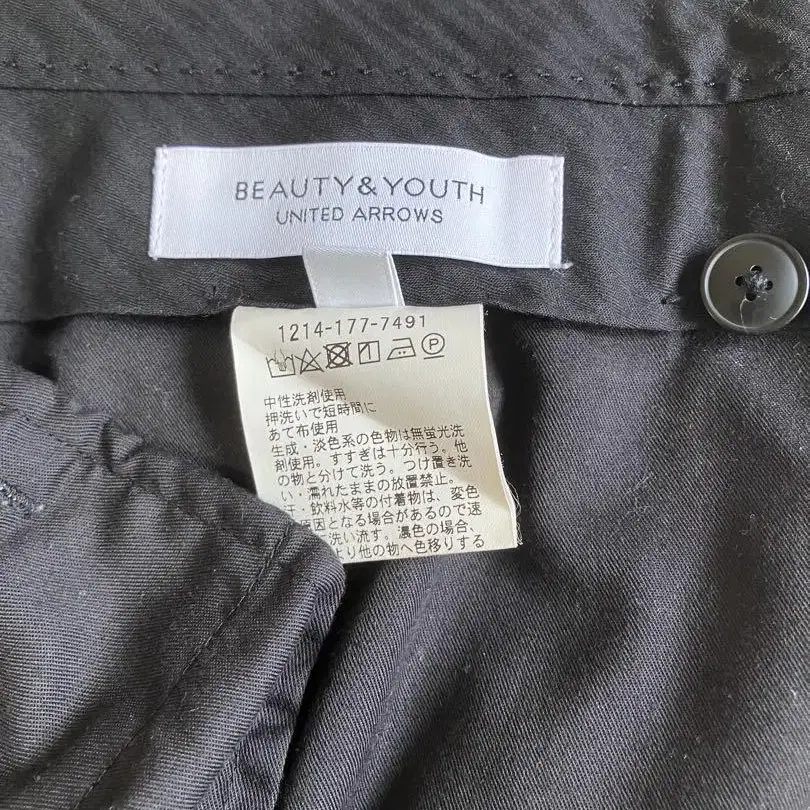 BEAUTY&YOUTH
UNITED ARROWS
1214-177-7491
中性洗剤使用
押洗いで短時間に
あて布使用
生成・淡色系の色物は無蛍光洗
剤使用。すすぎは十分行う。他
の物と分けて洗う。つけ置き洗
い・濡れたままの放置禁止。
汗・飲料水等の付着物は、変色
原因となる場合があるので速
洗い流す。濃色の場合、
より他の物へ色移りする